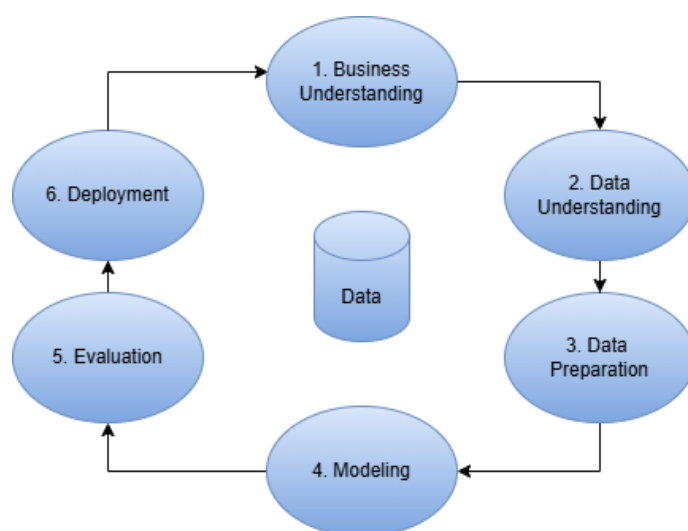 1. Business
Understanding
2. Data
Understanding
3. Data
Preparation
4. Modeling
5. Evaluation
6. Deployment
Data